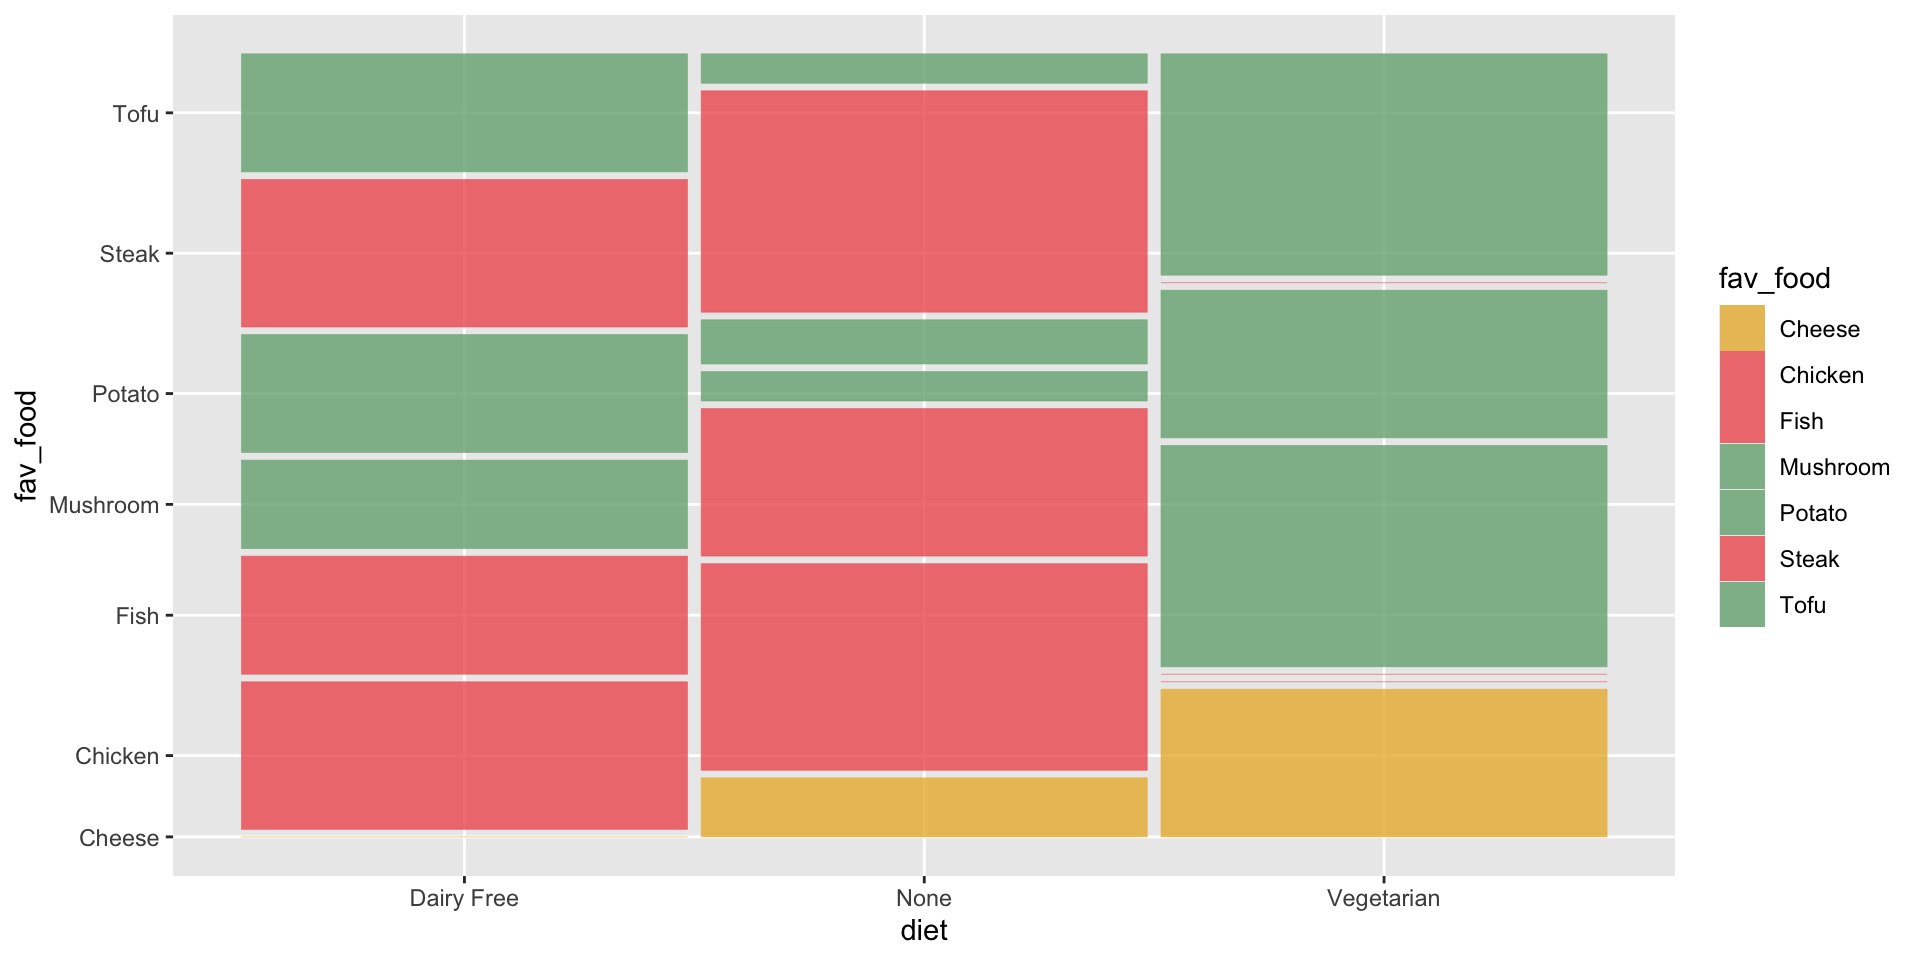 fav_food
Tofu
Steak
Potato
Mushroom
Fish
Chicken
Cheese
Dairy Free
None
Vegetarian
diet
fav_food
Cheese
Chicken
Fish
Mushroom
Potato
Steak
Tofu